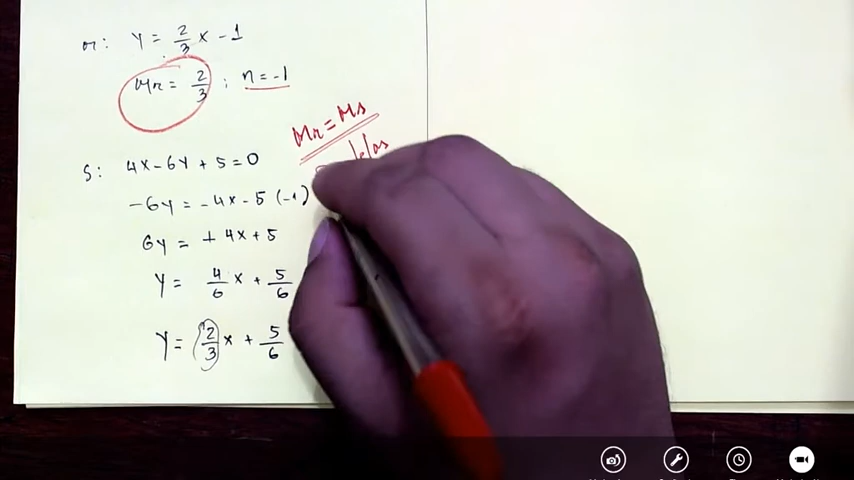 r: y = 2/3 x - 1
Mr = 2/3 ; n = -1
Mr = Ms
S: 4x - 6y + 5 = 0
-6y = -4x - 5 (-1)
6y = +4x + 5
y = 4/6 x + 5/6
y = 2/3 x + 5/6